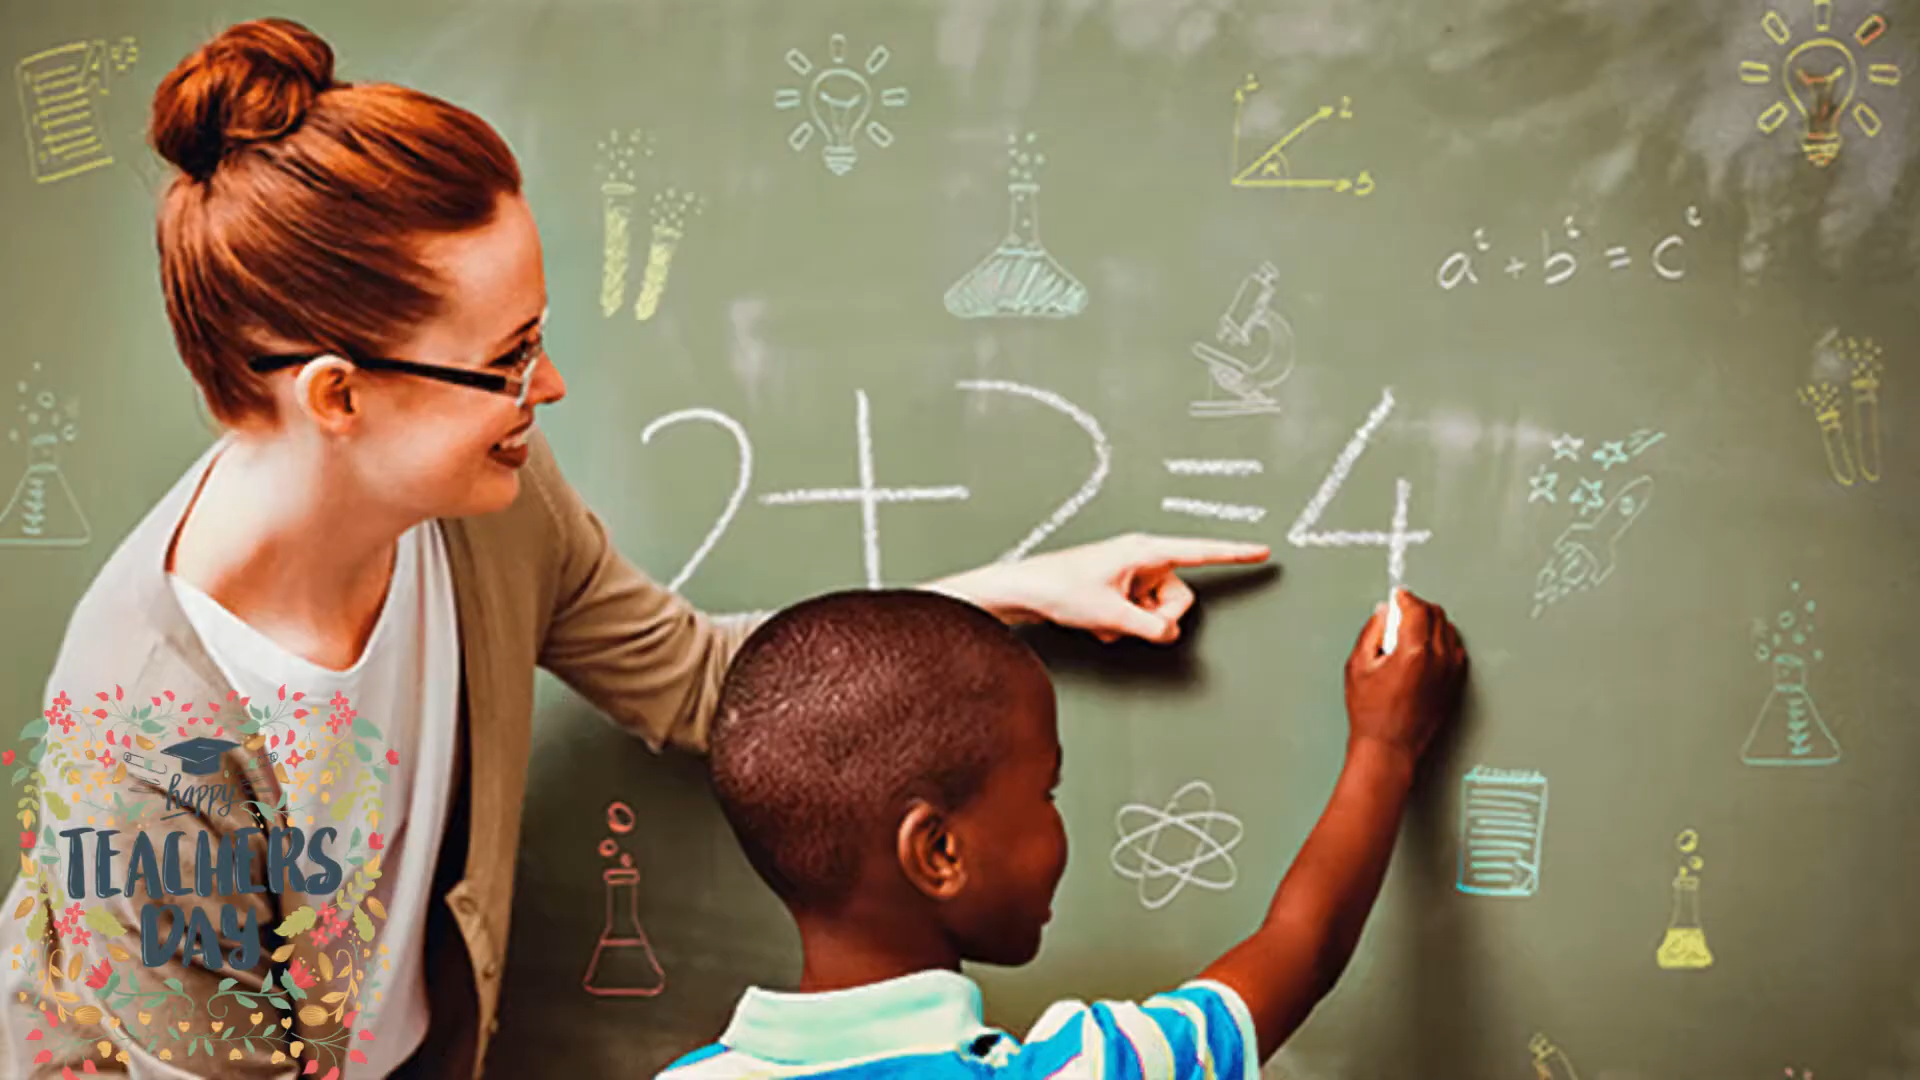 a² + b² = c²
2+2=4
happy
TEACHERS
DAY